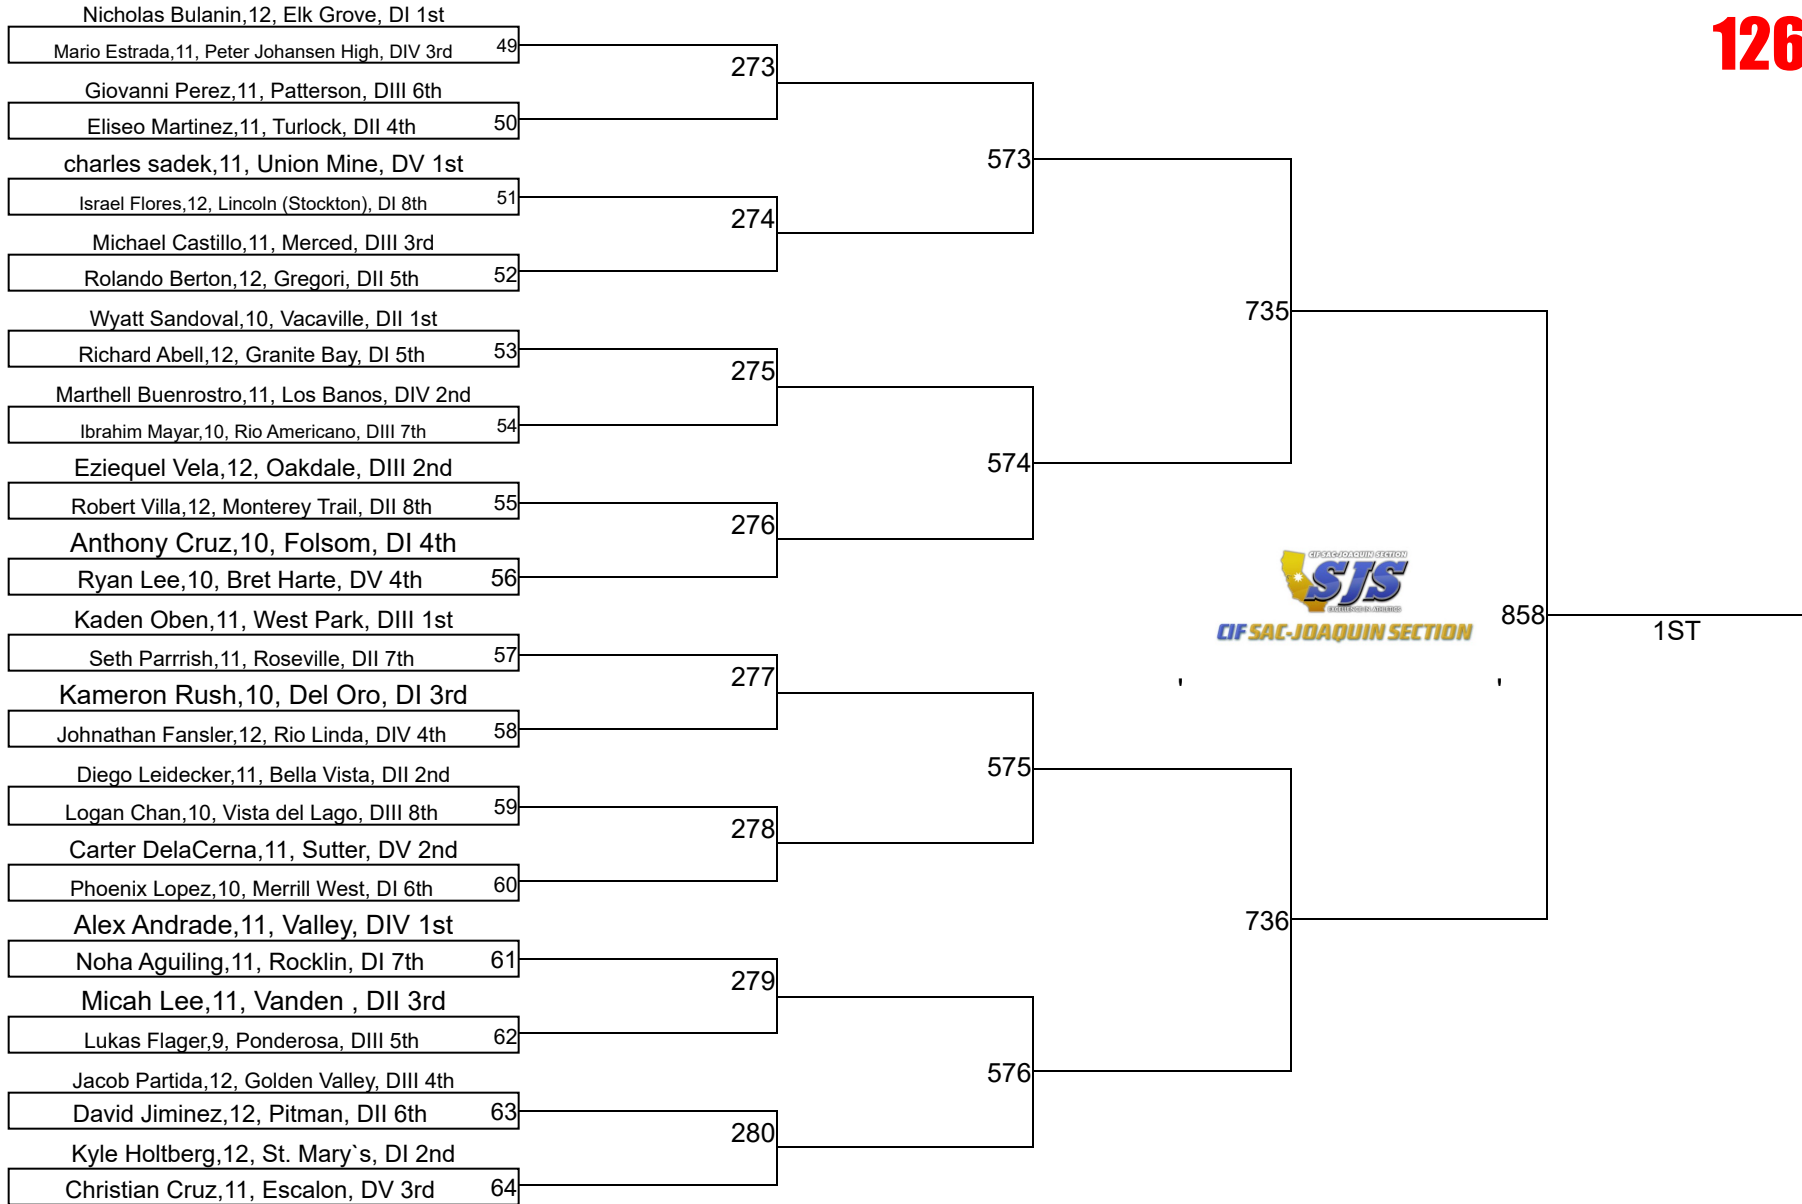 126
Nicholas Bulanin,12, Elk Grove, DI 1st
Mario Estrada,11, Peter Johansen High, DIV 3rd 49
Giovanni Perez,11, Patterson, DIII 6th
Eliseo Martinez,11, Turlock, DII 4th 50
charles sadek,11, Union Mine, DV 1st
Israel Flores,12, Lincoln (Stockton), DI 8th 51
Michael Castillo,11, Merced, DIII 3rd
Rolando Berton,12, Gregori, DII 5th 52
Wyatt Sandoval,10, Vacaville, DII 1st
Richard Abell,12, Granite Bay, DI 5th 53
Marthell Buenrostro,11, Los Banos, DIV 2nd
Ibrahim Mayar,10, Rio Americano, DIII 7th 54
Eziequel Vela,12, Oakdale, DIII 2nd
Robert Villa,12, Monterey Trail, DII 8th 55
Anthony Cruz,10, Folsom, DI 4th
Ryan Lee,10, Bret Harte, DV 4th 56
Kaden Oben,11, West Park, DIII 1st
Seth Parrrish,11, Roseville, DII 7th 57
Kameron Rush,10, Del Oro, DI 3rd
Johnathan Fansler,12, Rio Linda, DIV 4th 58
Diego Leidecker,11, Bella Vista, DII 2nd
Logan Chan,10, Vista del Lago, DIII 8th 59
Carter DelaCerna,11, Sutter, DV 2nd
Phoenix Lopez,10, Merrill West, DI 6th 60
Alex Andrade,11, Valley, DIV 1st
Noha Aguiling,11, Rocklin, DI 7th 61
Micah Lee,11, Vanden , DII 3rd
Lukas Flager,9, Ponderosa, DIII 5th 62
Jacob Partida,12, Golden Valley, DIII 4th
David Jiminez,12, Pitman, DII 6th 63
Kyle Holtberg,12, St. Mary`s, DI 2nd
Christian Cruz,11, Escalon, DV 3rd 64
273
274
275
276
277
278
279
280
573
574
575
576
735
736
CIF SAC-JOAQUIN SECTION
SJS
EXCELLENCE IN ATHLETICS
CIF SAC-JOAQUIN SECTION
' '
858
1ST